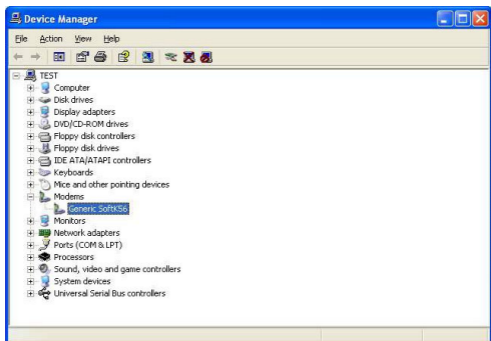 Device Manager
File Action View Help
TEST
Computer
Disk drives
Display adapters
DVD/CD-ROM drives
Floppy disk controllers
Floppy disk drives
IDE ATA/ATAPI controllers
Keyboards
Mice and other pointing devices
Modems
Generic SoftK56
Monitors
Network adapters
Ports (COM & LPT)
Processors
Sound, video and game controllers
System devices
Universal Serial Bus controllers